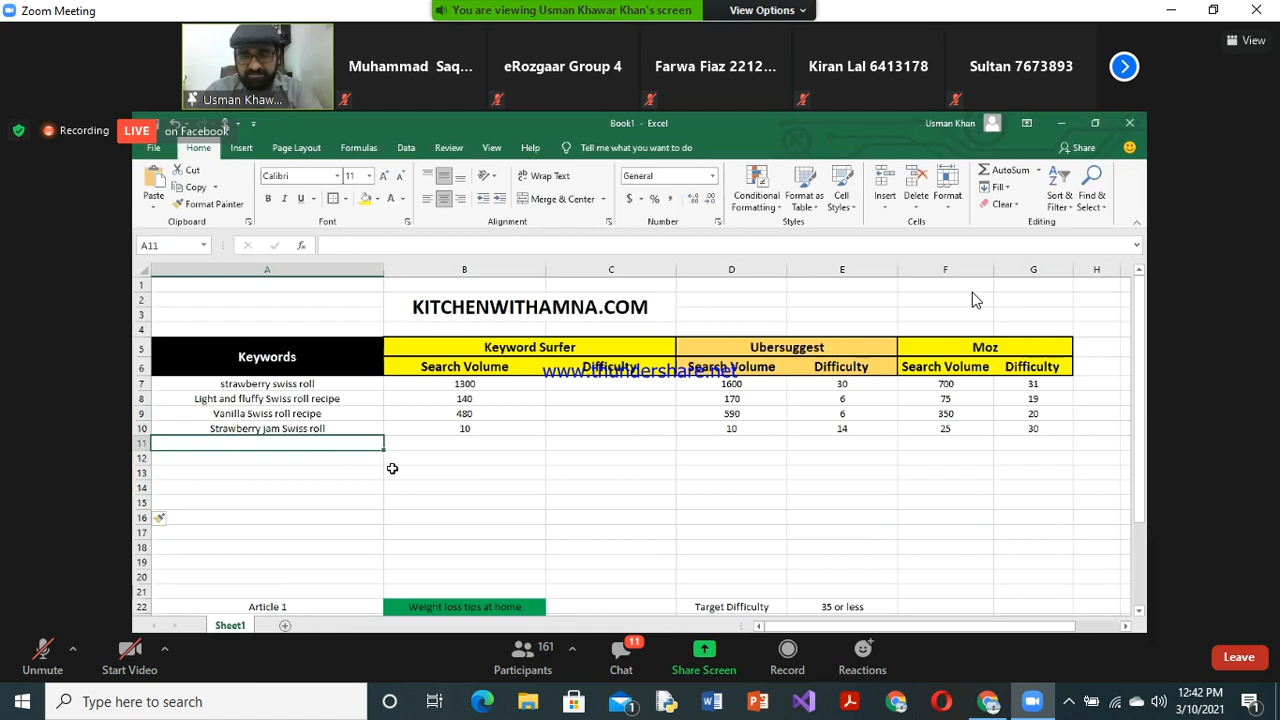 Zoom Meeting
You are viewing Usman Khawar Khan's screen
View Options
View
Usman Khaw...
Muhammad Saq...
eRozgaar Group 4
Farwa Fiaz 2212...
Kiran Lal 6413178
Sultan 7673893
Recording
LIVE on Facebook
Book1 - Excel
Usman Khan
File Home Insert Page Layout Formulas Data Review View Help Tell me what you want to do Share
Paste
Cut
Copy
Format Painter
Clipboard
Calibri 11
B I U
Font
Wrap Text
Merge & Center
Alignment
General
$ % ,
Number
Conditional Formatting
Format as Table
Cell Styles
Styles
Insert Delete Format
Cells
AutoSum
Fill
Clear
Sort & Filter
Find & Select
Editing
A11 fx
A B C D E F G H
1
2 KITCHENWITHAMNA.COM
3
4
5 Keywords Keyword Surfer Ubersuggest Moz
6 Search Volume Difficulty Search Volume Difficulty Search Volume Difficulty
www.thundershare.net
7 strawberry swiss roll 1300 1600 30 700 31
8 Light and fluffy Swiss roll recipe 140 170 6 75 19
9 Vanilla Swiss roll recipe 480 590 6 350 20
10 Strawberry jam Swiss roll 10 10 14 25 30
11
12
13
14
15
16
17
18
19
20
21
22 Article 1 Weight loss tips at home Target Difficulty 35 or less
Sheet1
Unmute
Start Video
Participants 161
Chat 11
Share Screen
Record
Reactions
Leave
Type here to search
12:42 PM
3/10/2021